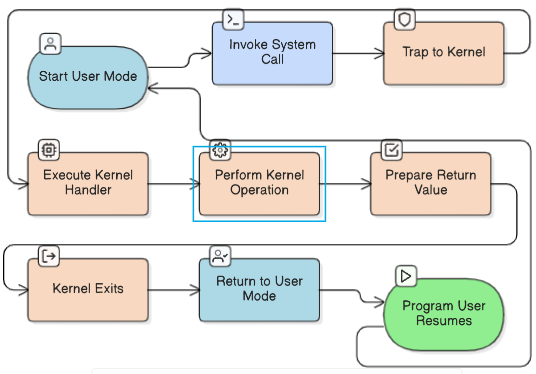 Start User Mode
Invoke System
Call
Trap to Kernel
Execute Kernel
Handler
Perform Kernel
Operation
Prepare Return
Value
Kernel Exits
Return to User
Mode
Program User
Resumes